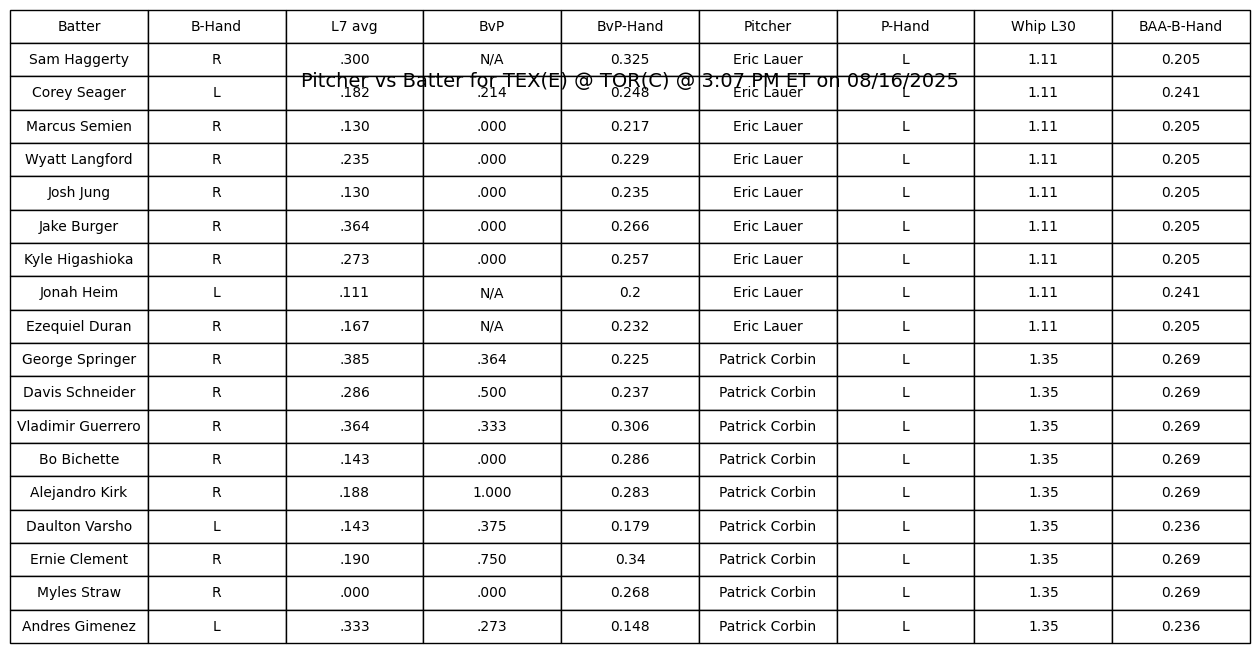 Batter B-Hand L7 avg BvP BvP-Hand Pitcher P-Hand Whip L30 BAA-B-Hand
Sam Haggerty R .300 N/A 0.325 Eric Lauer L 1.11 0.205
Pitcher vs Batter for TEX(E) @ TOR(C) @ 3:07 PM ET on 08/16/2025
Corey Seager L .182 .214 0.248 Eric Lauer L 1.11 0.241
Marcus Semien R .130 .000 0.217 Eric Lauer L 1.11 0.205
Wyatt Langford R .235 .000 0.229 Eric Lauer L 1.11 0.205
Josh Jung R .130 .000 0.235 Eric Lauer L 1.11 0.205
Jake Burger R .364 .000 0.266 Eric Lauer L 1.11 0.205
Kyle Higashioka R .273 .000 0.257 Eric Lauer L 1.11 0.205
Jonah Heim L .111 N/A 0.2 Eric Lauer L 1.11 0.241
Ezequiel Duran R .167 N/A 0.232 Eric Lauer L 1.11 0.205
George Springer R .385 .364 0.225 Patrick Corbin L 1.35 0.269
Davis Schneider R .286 .500 0.237 Patrick Corbin L 1.35 0.269
Vladimir Guerrero R .364 .333 0.306 Patrick Corbin L 1.35 0.269
Bo Bichette R .143 .000 0.286 Patrick Corbin L 1.35 0.269
Alejandro Kirk R .188 1.000 0.283 Patrick Corbin L 1.35 0.269
Daulton Varsho L .143 .375 0.179 Patrick Corbin L 1.35 0.236
Ernie Clement R .190 .750 0.34 Patrick Corbin L 1.35 0.269
Myles Straw R .000 .000 0.268 Patrick Corbin L 1.35 0.269
Andres Gimenez L .333 .273 0.148 Patrick Corbin L 1.35 0.236